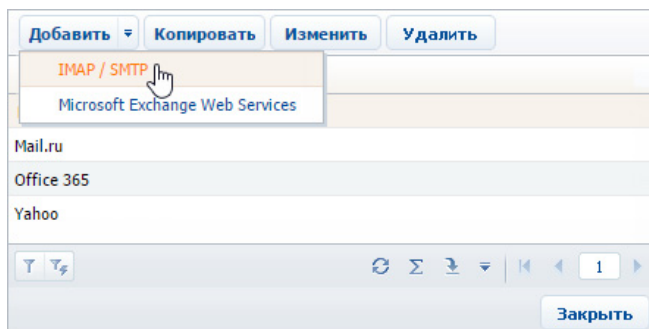 Добавить Копировать Изменить Удалить
IMAP / SMTP
Microsoft Exchange Web Services
Mail.ru
Office 365
Yahoo
1
Закрыть